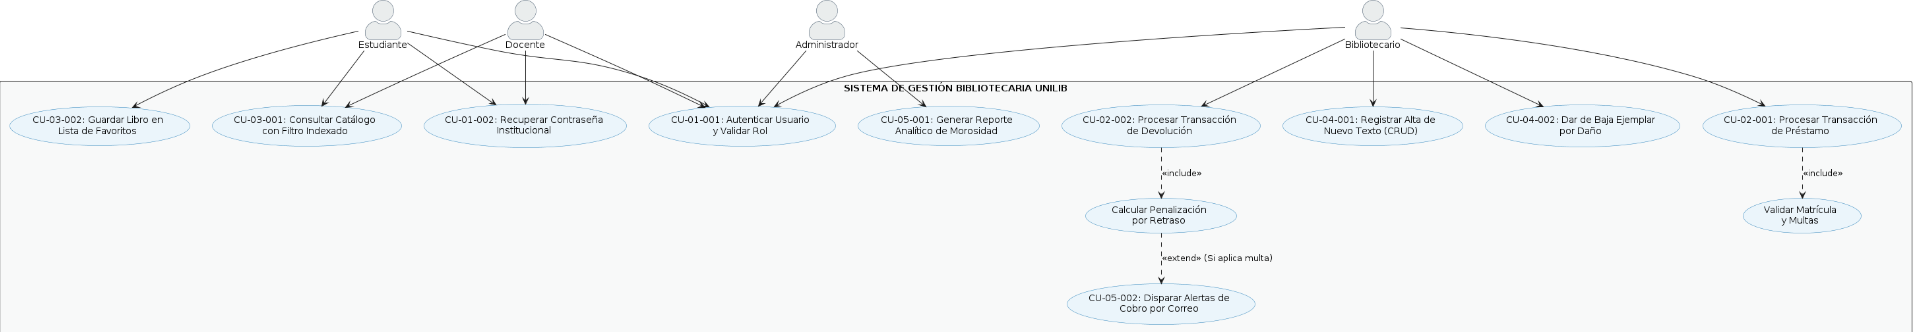 Estudiante
Docente
Administrador
Bibliotecario
SISTEMA DE GESTIÓN BIBLIOTECARIA UNILIB
CU-03-002: Guardar Libro en
Lista de Favoritos
CU-03-001: Consultar Catálogo
con Filtro Indexado
CU-01-002: Recuperar Contraseña
Institucional
CU-01-001: Autenticar Usuario
y Validar Rol
CU-05-001: Generar Reporte
Analítico de Morosidad
CU-02-002: Procesar Transacción
de Devolución
CU-04-001: Registrar Alta de
Nuevo Texto (CRUD)
CU-04-002: Dar de Baja Ejemplar
por Daño
CU-02-001: Procesar Transacción
de Préstamo
«include»
«include»
Calcular Penalización
por Retraso
Validar Matrícula
y Multas
«extend» (Si aplica multa)
CU-05-002: Disparar Alertas de
Cobro por Correo